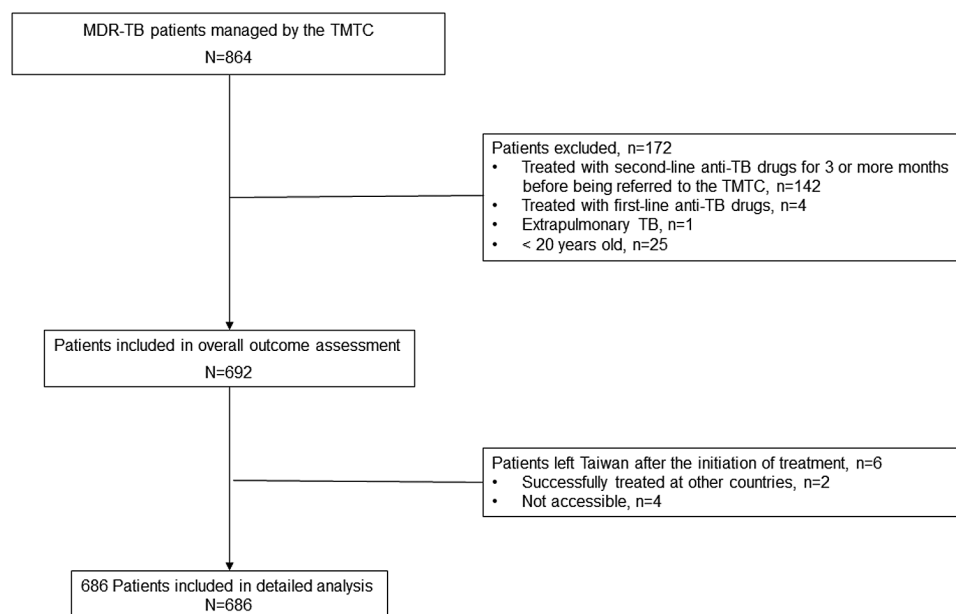 MDR-TB patients managed by the TMTC
N=864
Patients excluded, n=172
• Treated with second-line anti-TB drugs for 3 or more months
before being referred to the TMTC, n=142
• Treated with first-line anti-TB drugs, n=4
• Extrapulmonary TB, n=1
• < 20 years old, n=25
Patients included in overall outcome assessment
N=692
Patients left Taiwan after the initiation of treatment, n=6
• Successfully treated at other countries, n=2
• Not accessible, n=4
686 Patients included in detailed analysis
N=686